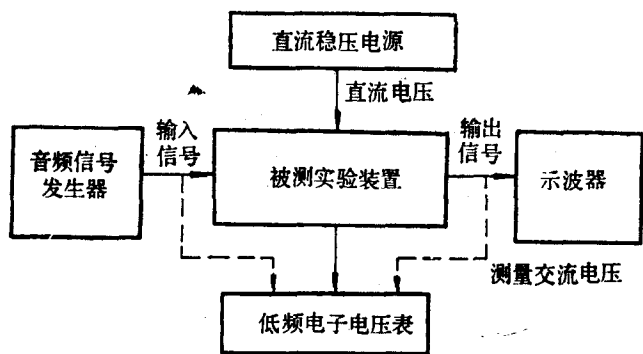 直流稳压电源
直流电压
输入
信号
输出
信号
音频信号
发生器
被测实验装置
示波器
测量交流电压
低频电子电压表